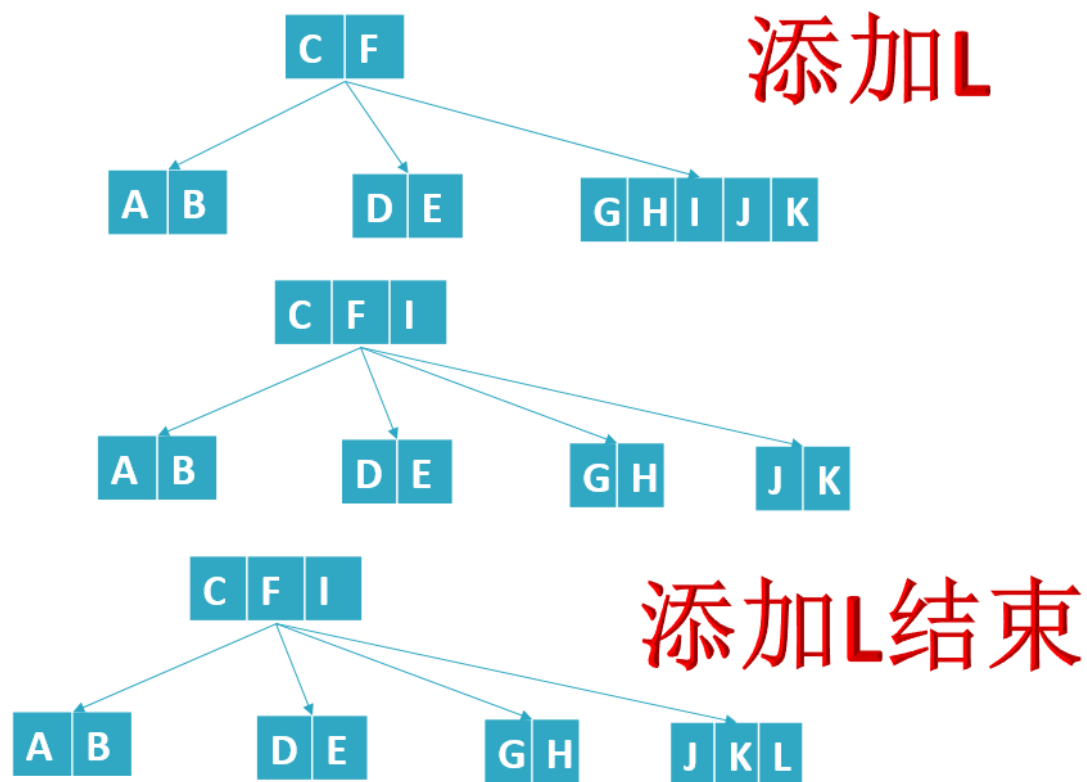 C F
添加L
A B
D E
G H I J K
C F I
A B
D E
G H
J K
C F I
添加L结束
A B
D E
G H
J K L